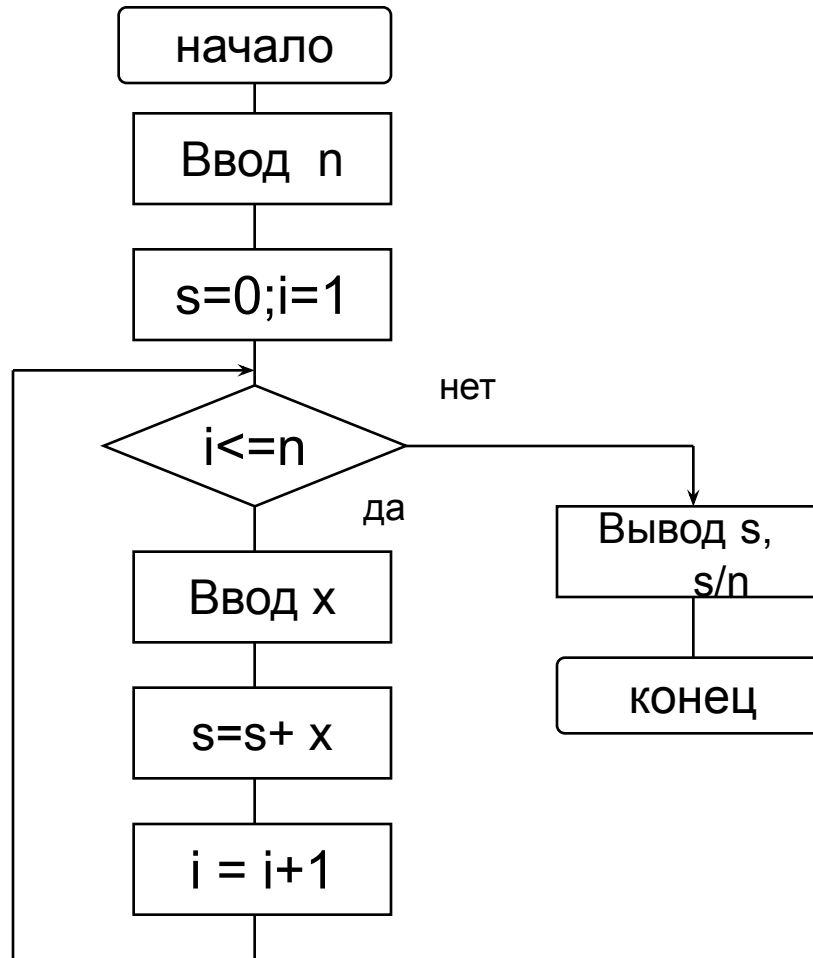 начало
Ввод n
s=0;i=1
i<=n
нет
да
Ввод x
s=s+ x
i = i+1
Вывод s,
s/n
конец